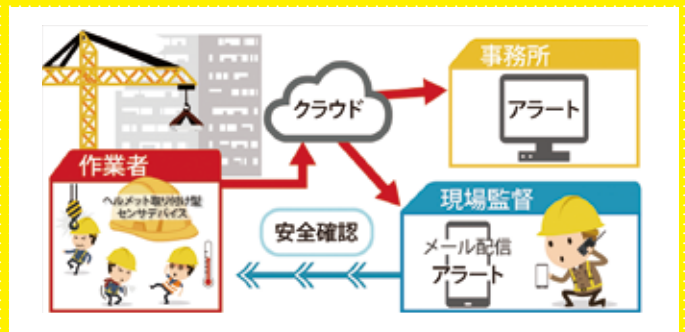 事務所
アラート
クラウド
作業者
ヘルメット取り付け型
センサデバイス
安全確認
現場監督
メール配信
アラート